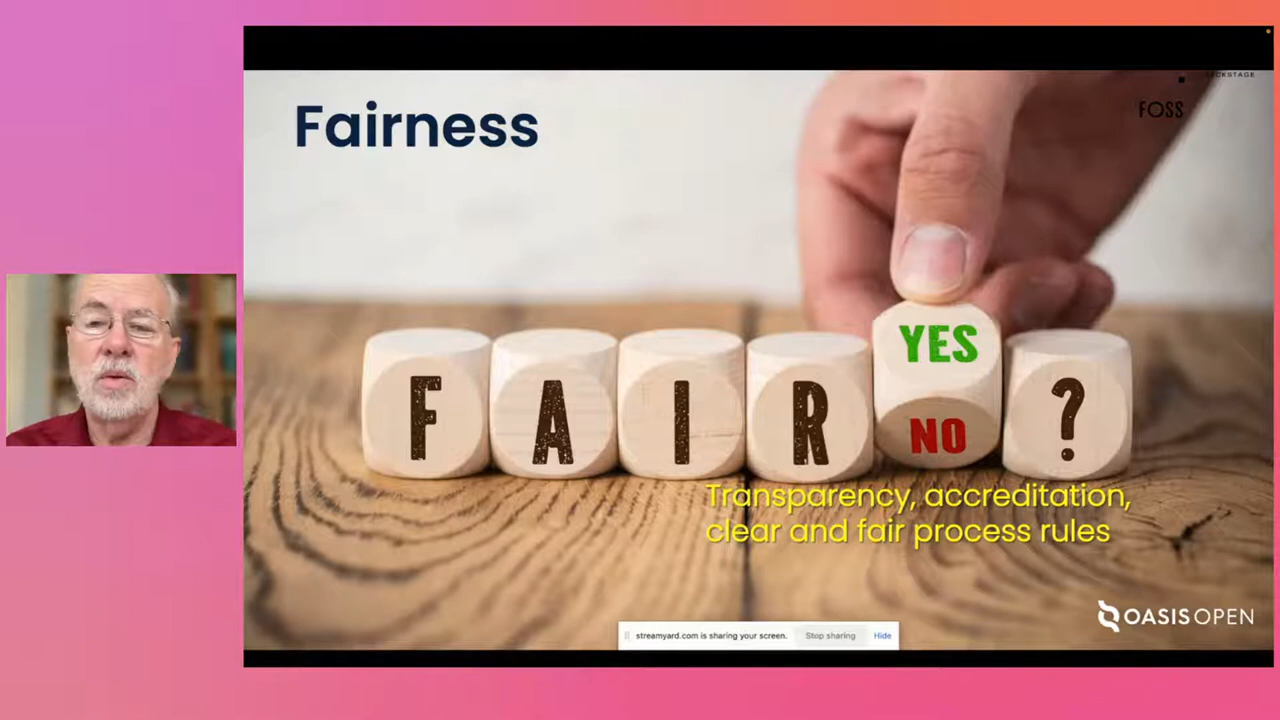 Fairness
FOSS
YES
NO
F A I R ?
Transparency, accreditation,
clear and fair process rules
OASIS OPEN
streamyard.com is sharing your screen. Stop sharing Hide